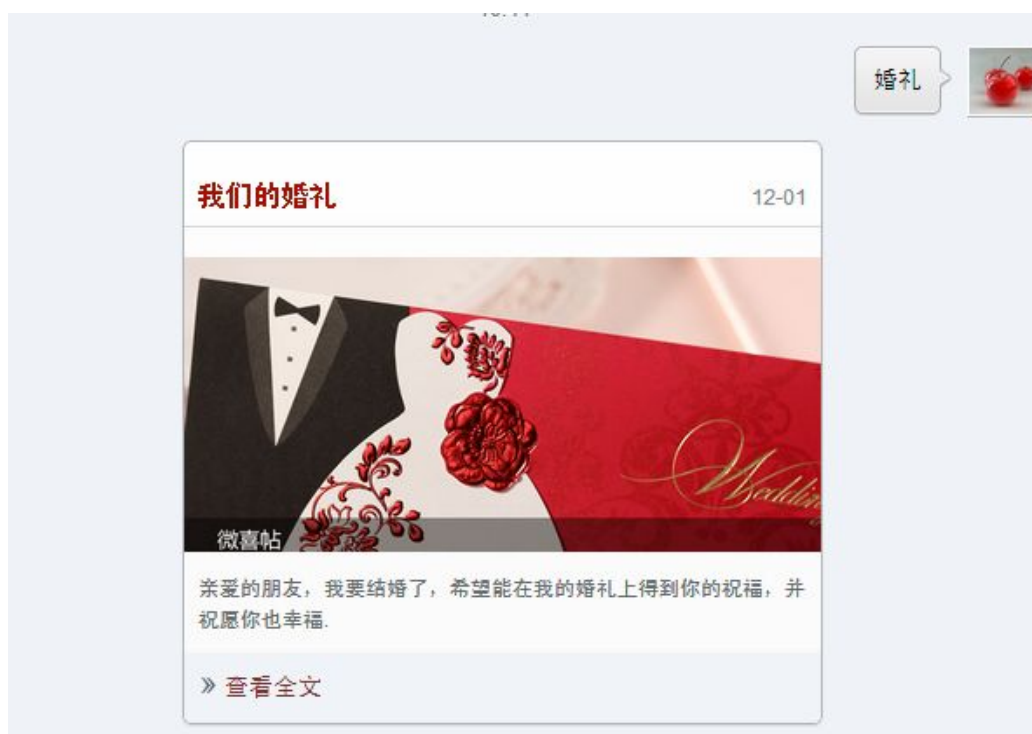 婚礼
我们的婚礼 12-01
Wedding
微喜帖
亲爱的朋友，我要结婚了，希望能在我的婚礼上得到你的祝福，并
祝愿你也幸福.
» 查看全文